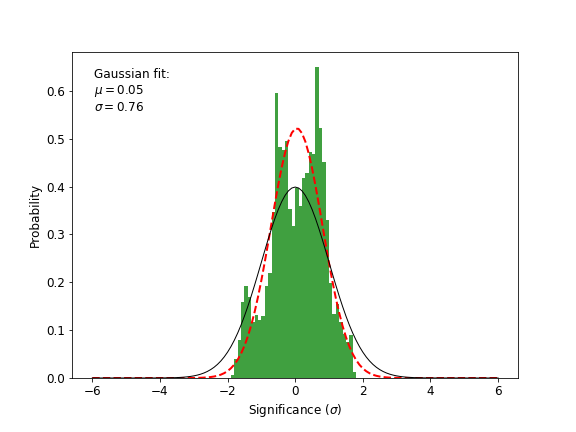 Gaussian fit:
μ = 0.05
σ = 0.76
Probability
0.6
0.5
0.4
0.3
0.2
0.1
0.0
−6 −4 −2 0 2 4 6
Significance (σ)